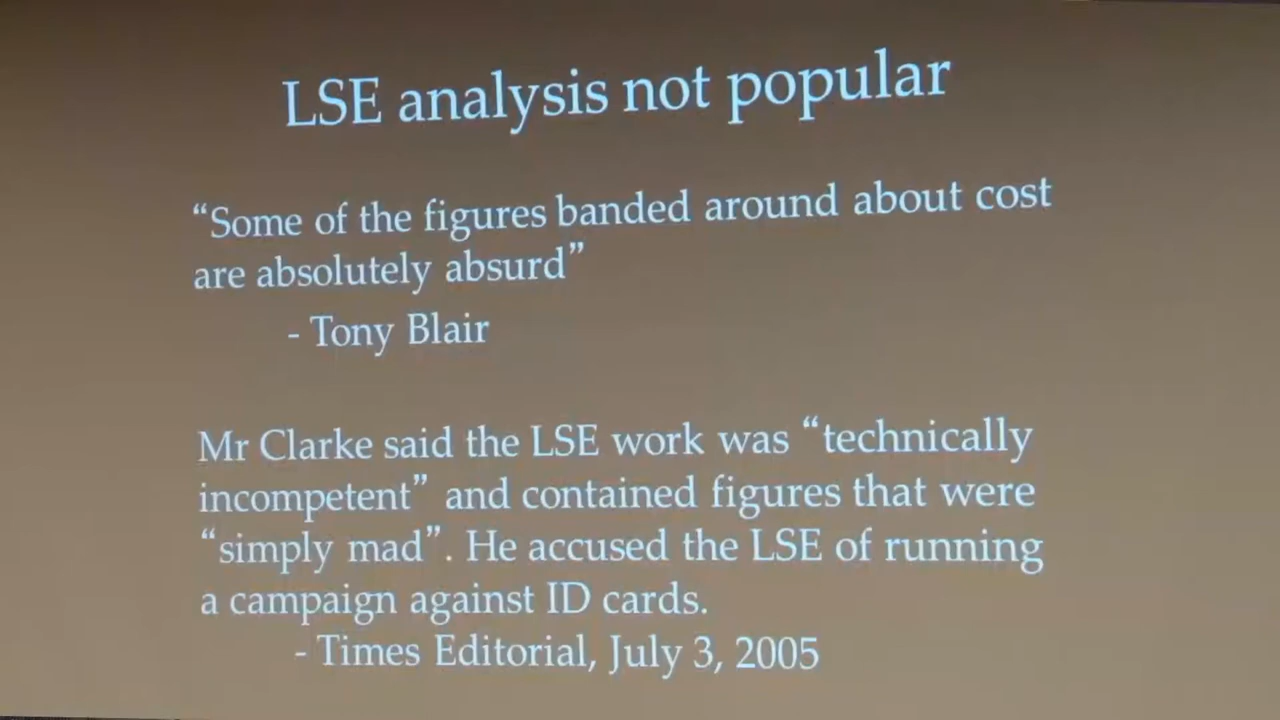 LSE analysis not popular
“Some of the figures banded around about cost
are absolutely absurd”
- Tony Blair
Mr Clarke said the LSE work was “technically
incompetent” and contained figures that were
“simply mad”. He accused the LSE of running
a campaign against ID cards.
- Times Editorial, July 3, 2005